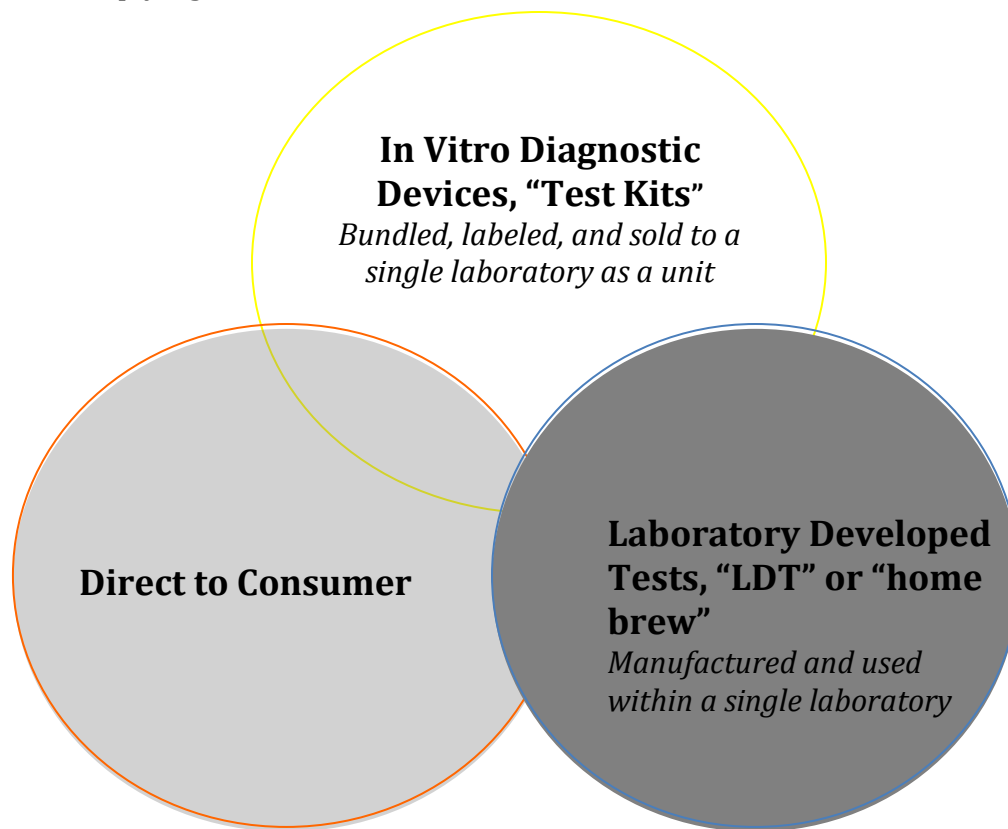 In Vitro Diagnostic
Devices, “Test Kits”
Bundled, labeled, and sold to a
single laboratory as a unit
Direct to Consumer
Laboratory Developed
Tests, “LDT” or “home
brew”
Manufactured and used
within a single laboratory